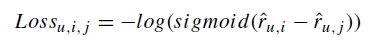 Loss_{u,i,j} = −log(sigmoid(r̂_{u,i} − r̂_{u,j}))